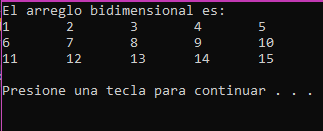 El arreglo bidimensional es:
1 2 3 4 5
6 7 8 9 10
11 12 13 14 15
Presione una tecla para continuar . . .